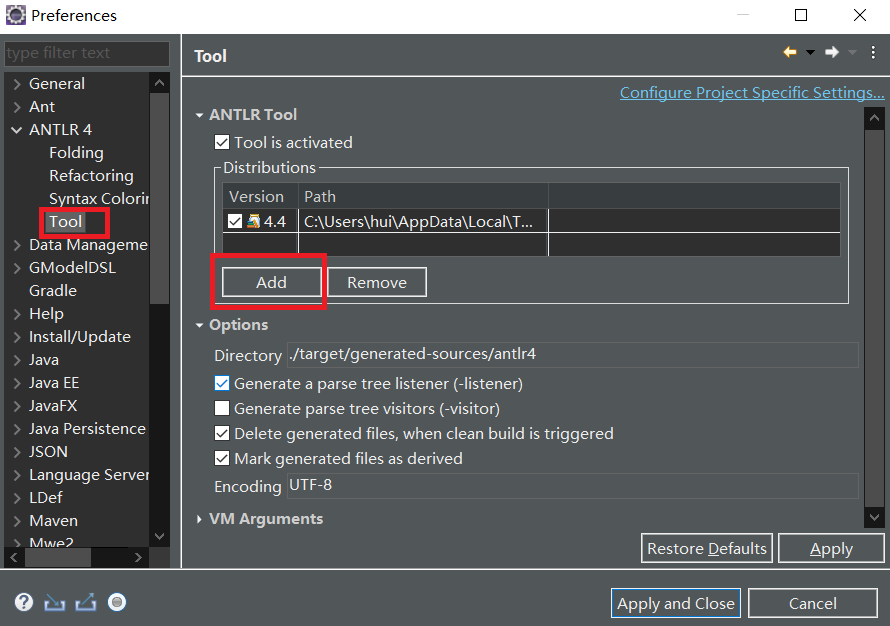 Preferences
type filter text
General
Ant
ANTLR 4
Folding
Refactoring
Syntax Colorin
Tool
Data Manageme
GModelDSL
Gradle
Help
Install/Update
Java
Java EE
JavaFX
Java Persistence
JSON
Language Server
LDef
Maven
Mwe2
Tool
Configure Project Specific Settings...
ANTLR Tool
Tool is activated
Distributions
Version Path
4.4 C:\Users\hui\AppData\Local\T...
Add Remove
Options
Directory ./target/generated-sources/antlr4
Generate a parse tree listener (-listener)
Generate parse tree visitors (-visitor)
Delete generated files, when clean build is triggered
Mark generated files as derived
Encoding UTF-8
VM Arguments
Restore Defaults Apply
? Apply and Close Cancel